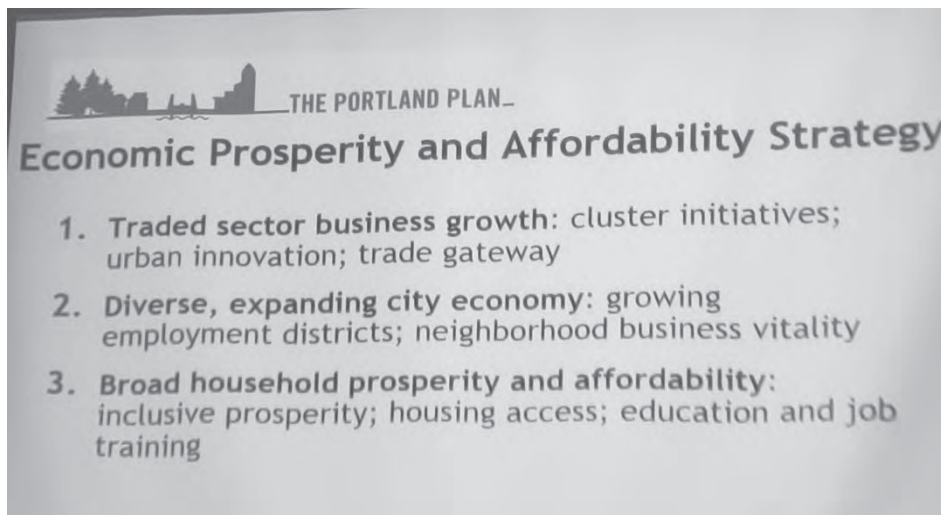 THE PORTLAND PLAN_
Economic Prosperity and Affordability Strategy
1. Traded sector business growth: cluster initiatives;
urban innovation; trade gateway
2. Diverse, expanding city economy: growing
employment districts; neighborhood business vitality
3. Broad household prosperity and affordability:
inclusive prosperity; housing access; education and job
training